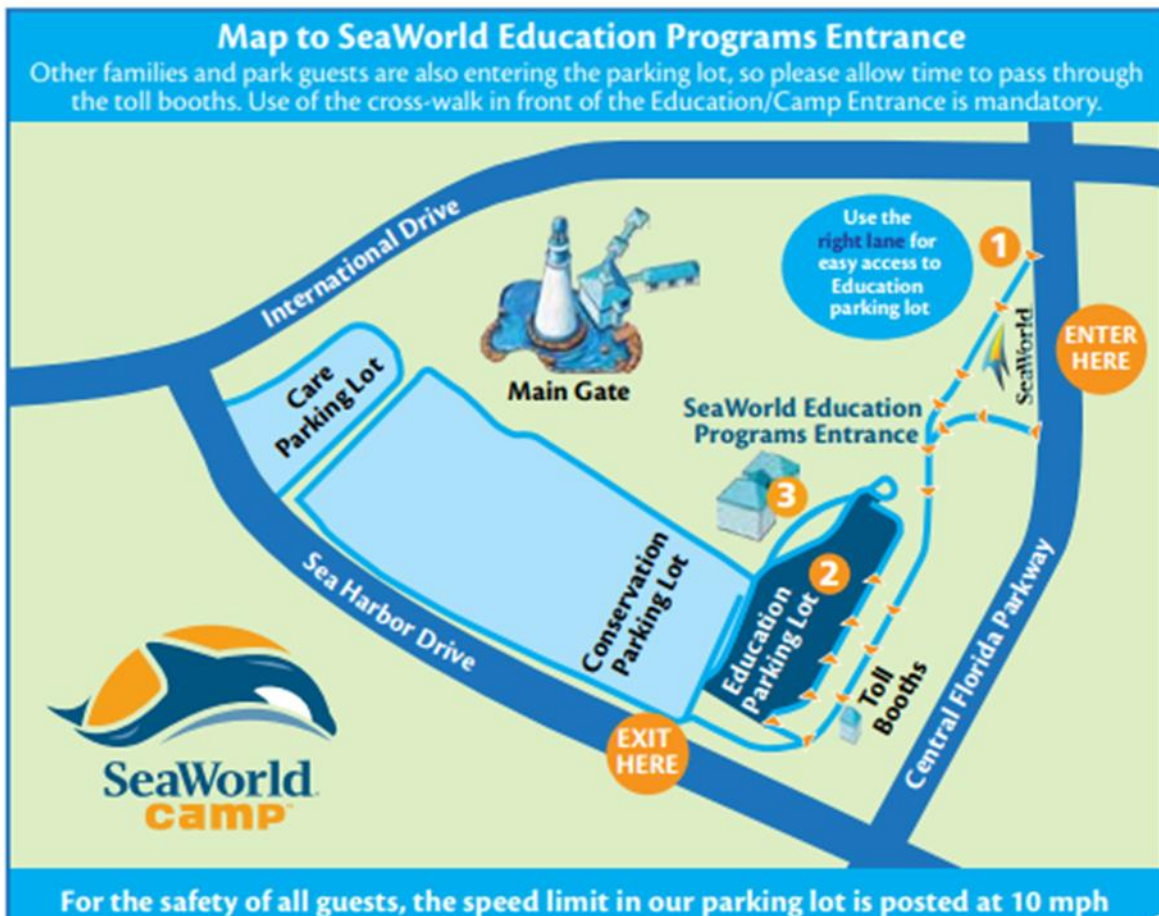 Map to SeaWorld Education Programs Entrance
Other families and park guests are also entering the parking lot, so please allow time to pass through
the toll booths. Use of the cross-walk in front of the Education/Camp Entrance is mandatory.
International Drive
Use the
right lane for
easy access to
Education
parking lot
1
SeaWorld
ENTER
HERE
Care
Parking Lot
Main Gate
SeaWorld Education
Programs Entrance
3
2
Conservation
Parking Lot
Education
Parking Lot
Toll
Booths
Sea Harbor Drive
Central Florida Parkway
EXIT
HERE
SeaWorld
camp™
For the safety of all guests, the speed limit in our parking lot is posted at 10 mph